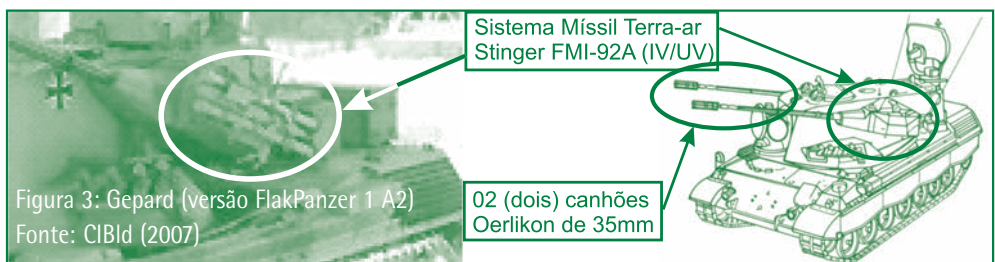 Sistema Míssil Terra-ar
Stinger FMI-92A (IV/UV)
02 (dois) canhões
Oerlikon de 35mm
Figura 3: Gepard (versão FlakPanzer 1 A2)
Fonte: CIBld (2007)